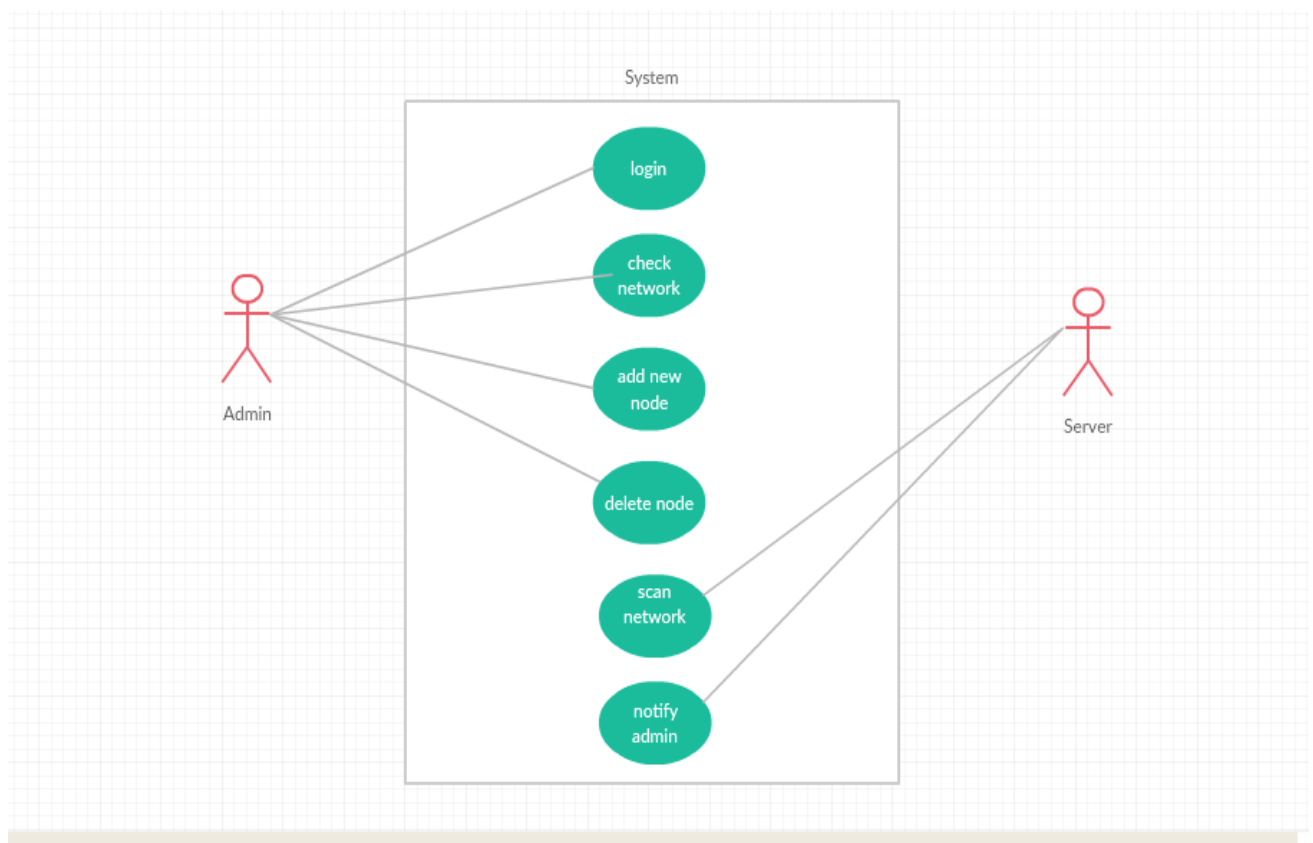 System
login
check
network
Admin
add new
node
Server
delete node
scan
network
notify
admin